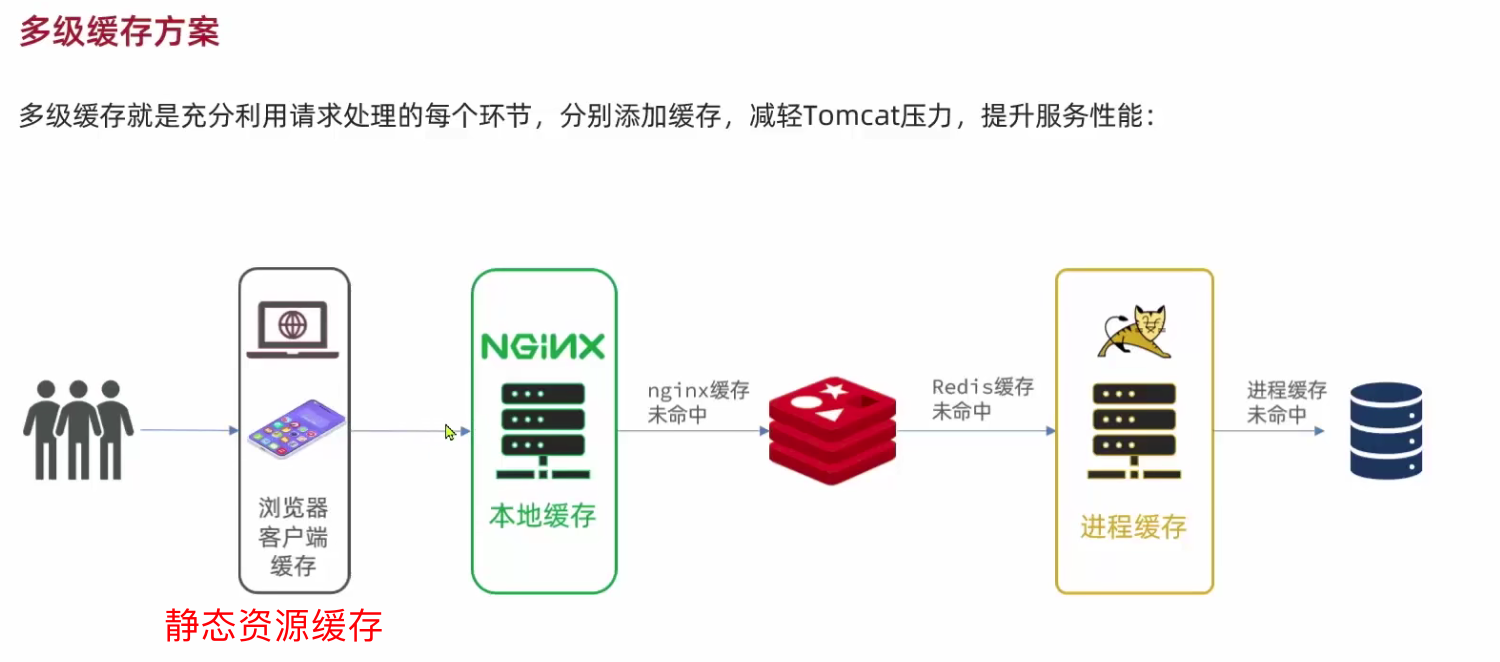 多级缓存方案
多级缓存就是充分利用请求处理的每个环节，分别添加缓存，减轻Tomcat压力，提升服务性能：
浏览器
客户端
缓存
静态资源缓存
NGiNX
本地缓存
nginx缓存
未命中
Redis缓存
未命中
进程缓存
进程缓存
未命中